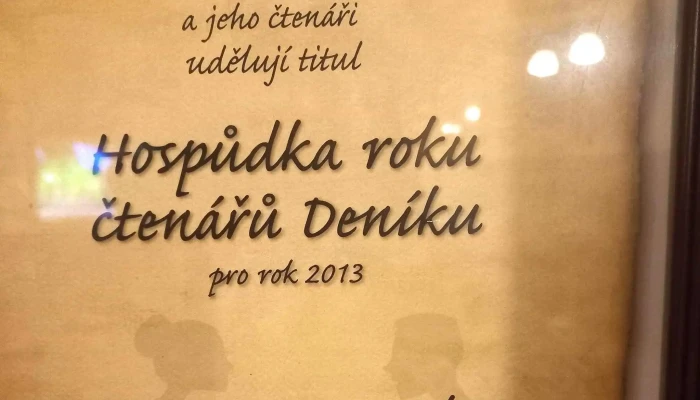 a jeho čtenáři
udělují titul
Hospůdka roku
čtenářů Deníku
pro rok 2013